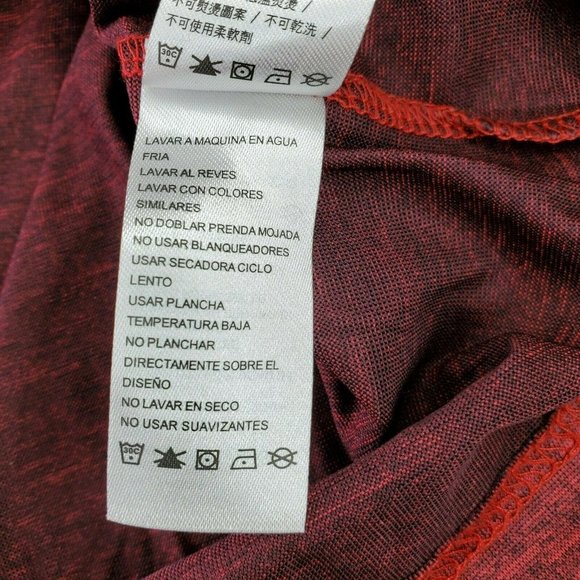 不可熨燙圖案／不可乾洗／
不可使用柔軟劑
30C
LAVAR A MAQUINA EN AGUA
FRIA
LAVAR AL REVES
LAVAR CON COLORES
SIMILARES
NO DOBLAR PRENDA MOJADA
NO USAR BLANQUEADORES
USAR SECADORA CICLO
LENTO
USAR PLANCHA
TEMPERATURA BAJA
NO PLANCHAR
DIRECTAMENTE SOBRE EL
DISEÑO
NO LAVAR EN SECO
NO USAR SUAVIZANTES
30C